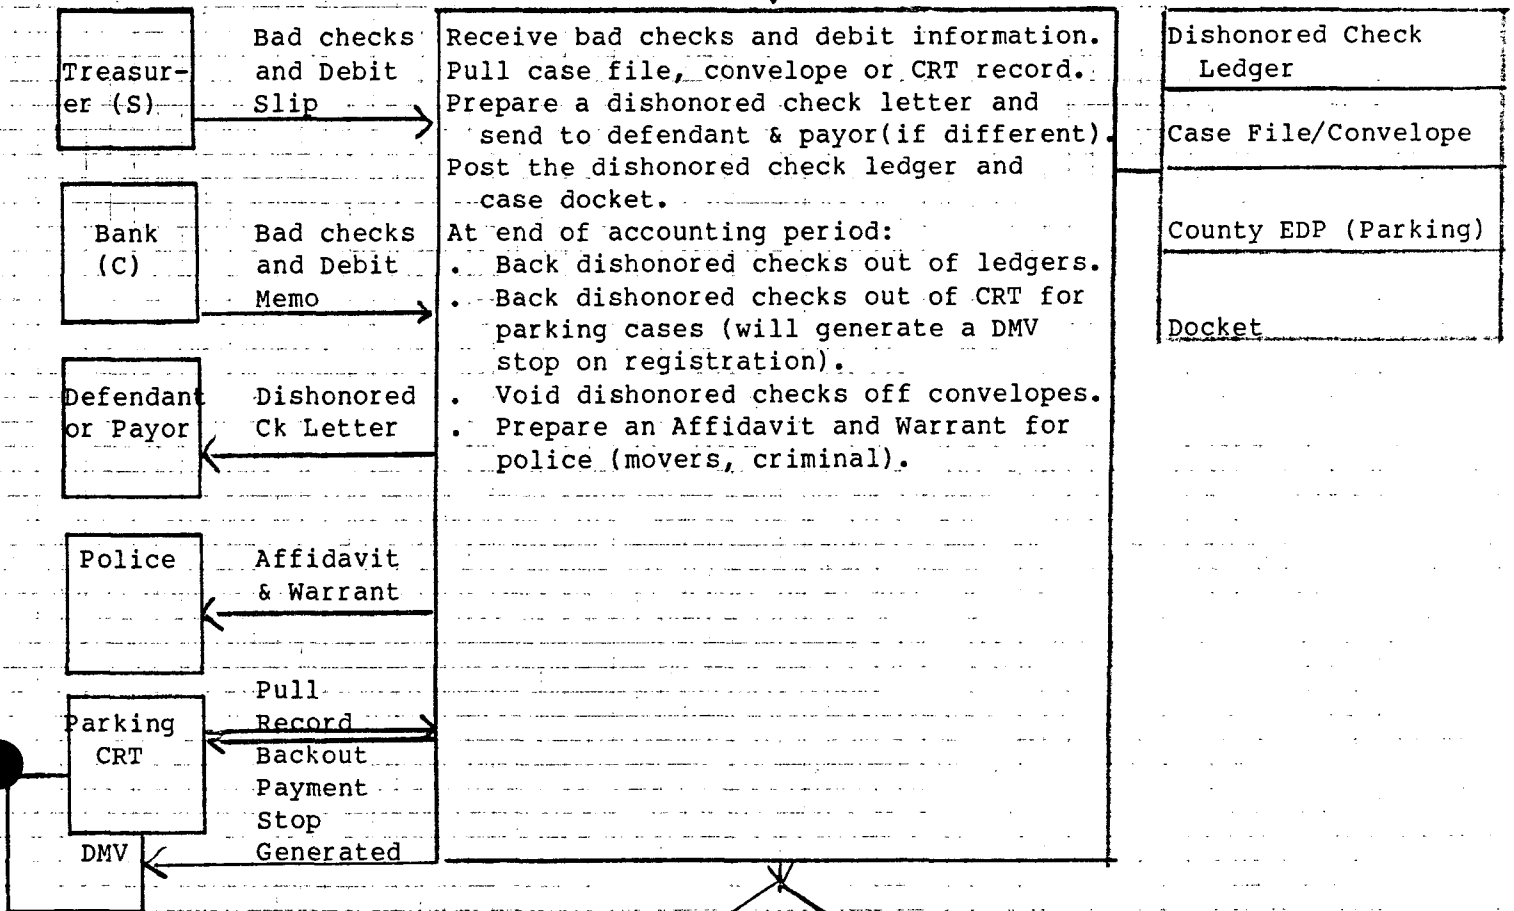 Treasur-
er (S)
Bad checks
and Debit
Slip
Bank
(C)
Bad checks
and Debit
Memo
Defendant
or Payor
Dishonored
Ck Letter
Police
Affidavit
& Warrant
Parking
CRT
Pull
Record
Backout
Payment
Stop
Generated
DMV
Receive bad checks and debit information.
Pull case file, convelope or CRT record.
Prepare a dishonored check letter and
send to defendant & payor(if different).
Post the dishonored check ledger and
case docket.
At end of accounting period:
. Back dishonored checks out of ledgers.
. Back dishonored checks out of CRT for
parking cases (will generate a DMV
stop on registration).
. Void dishonored checks off convelopes.
. Prepare an Affidavit and Warrant for
police (movers, criminal).
Dishonored Check
Ledger
Case File/Convelope
County EDP (Parking)
Docket